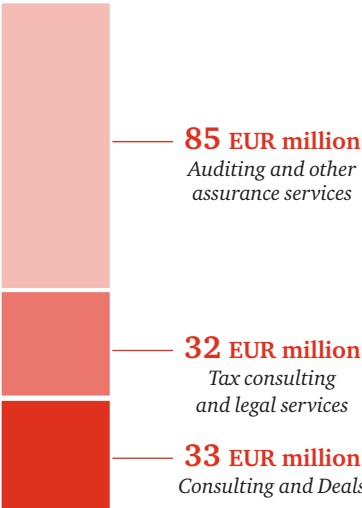 85 EUR million
Auditing and other
assurance services
32 EUR million
Tax consulting
and legal services
33 EUR million
Consulting and Deals